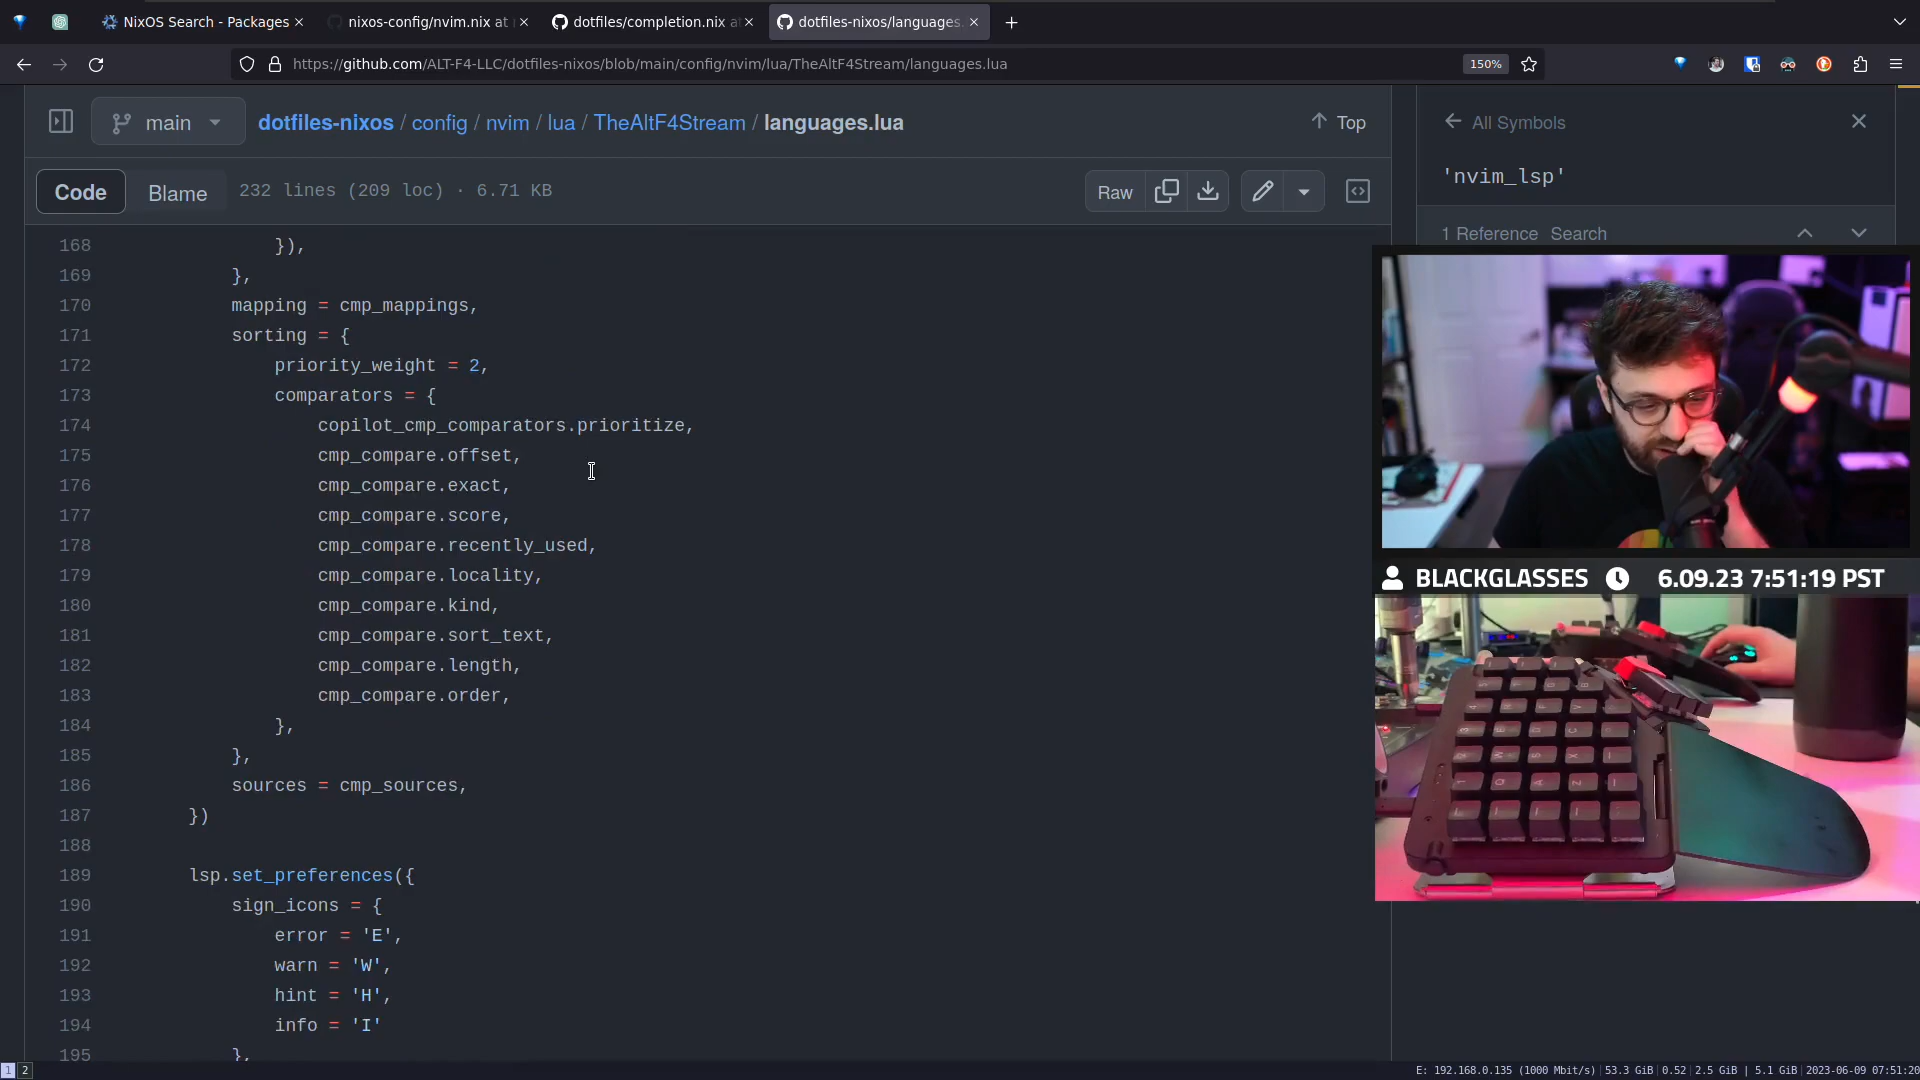 NixOS Search - Packages
nixos-config/nvim.nix at
dotfiles/completion.nix at
dotfiles-nixos/languages.
https://github.com/ALT-F4-LLC/dotfiles-nixos/blob/main/config/nvim/lua/TheAltF4Stream/languages.lua
150%
main
dotfiles-nixos / config / nvim / lua / TheAltF4Stream / languages.lua
Top
All Symbols
Code
Blame
232 lines (209 loc) · 6.71 KB
Raw
'nvim_lsp'
1 Reference Search
168 }),
169 },
170 mapping = cmp_mappings,
171 sorting = {
172 priority_weight = 2,
173 comparators = {
174 copilot_cmp_comparators.prioritize,
175 cmp_compare.offset,
176 cmp_compare.exact,
177 cmp_compare.score,
178 cmp_compare.recently_used,
179 cmp_compare.locality,
180 cmp_compare.kind,
181 cmp_compare.sort_text,
182 cmp_compare.length,
183 cmp_compare.order,
184 },
185 },
186 sources = cmp_sources,
187 })
188
189 lsp.set_preferences({
190 sign_icons = {
191 error = 'E',
192 warn = 'W',
193 hint = 'H',
194 info = 'I'
195 },
BLACKGLASSES 6.09.23 7:51:19 PST
1 2
E: 192.168.0.135 (1000 Mbit/s) | 53.3 GiB | 0.52 | 2.5 GiB | 5.1 GiB | 2023-06-09 07:51:20